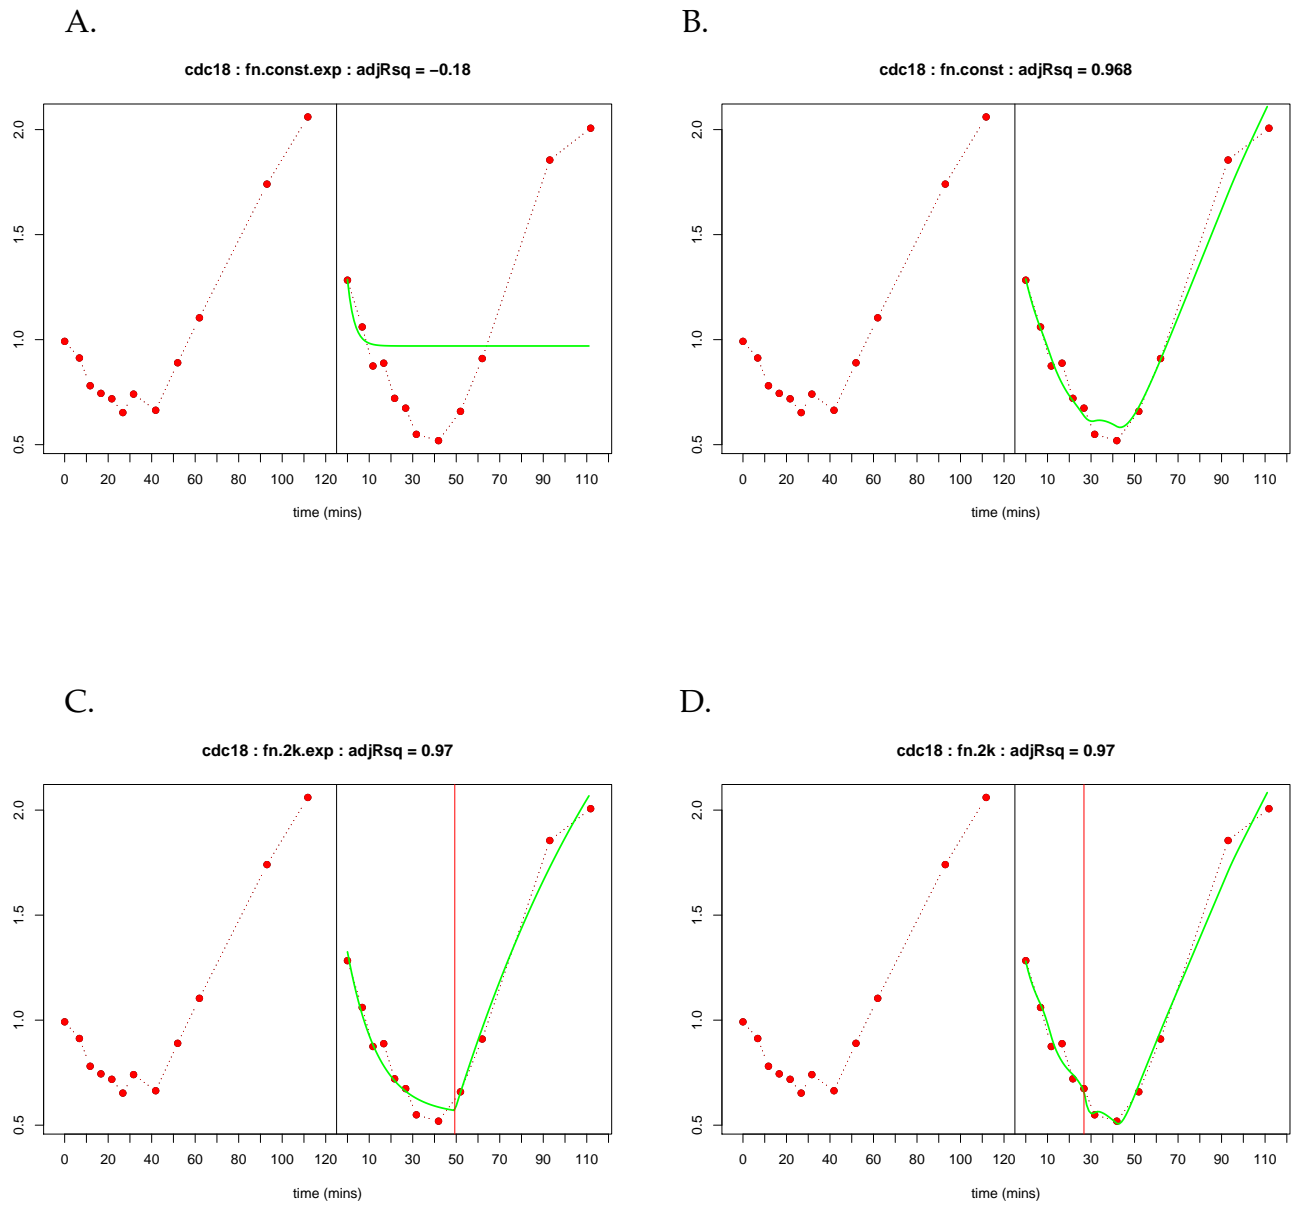 A.
cdc18 : fn.const.exp : adjRsq = −0.18
2.0
1.5
1.0
0.5
0 20 40 60 80 100 120 10 30 50 70 90 110
time (mins)
B.
cdc18 : fn.const : adjRsq = 0.968
2.0
1.5
1.0
0.5
0 20 40 60 80 100 120 10 30 50 70 90 110
time (mins)
C.
cdc18 : fn.2k.exp : adjRsq = 0.97
2.0
1.5
1.0
0.5
0 20 40 60 80 100 120 10 30 50 70 90 110
time (mins)
D.
cdc18 : fn.2k : adjRsq = 0.97
2.0
1.5
1.0
0.5
0 20 40 60 80 100 120 10 30 50 70 90 110
time (mins)